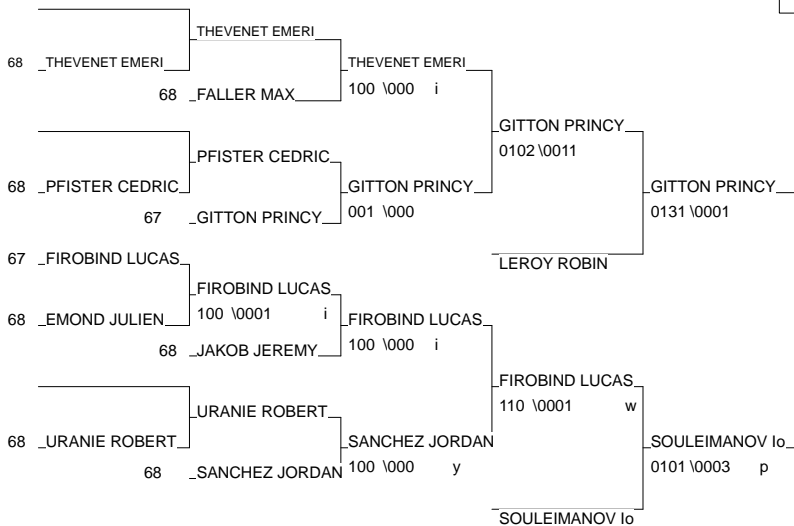 THEVENET EMERI
68 THEVENET EMERI THEVENET EMERI
68 FALLER MAX 100 \000 i
GITTON PRINCY
0102 \0011
PFISTER CEDRIC
68 PFISTER CEDRIC GITTON PRINCY GITTON PRINCY
67 GITTON PRINCY 001 \000 0131 \0001
67 FIROBIND LUCAS LEROY ROBIN
FIROBIND LUCAS
100 \0001 i
68 EMOND JULIEN FIROBIND LUCAS
68 JAKOB JEREMY 100 \000 i
FIROBIND LUCAS
110 \0001 w
URANIE ROBERT
68 URANIE ROBERT SANCHEZ JORDAN SOULEIMANOV Io
68 SANCHEZ JORDAN 100 \000 y 0101 \0003 p
SOULEIMANOV Io